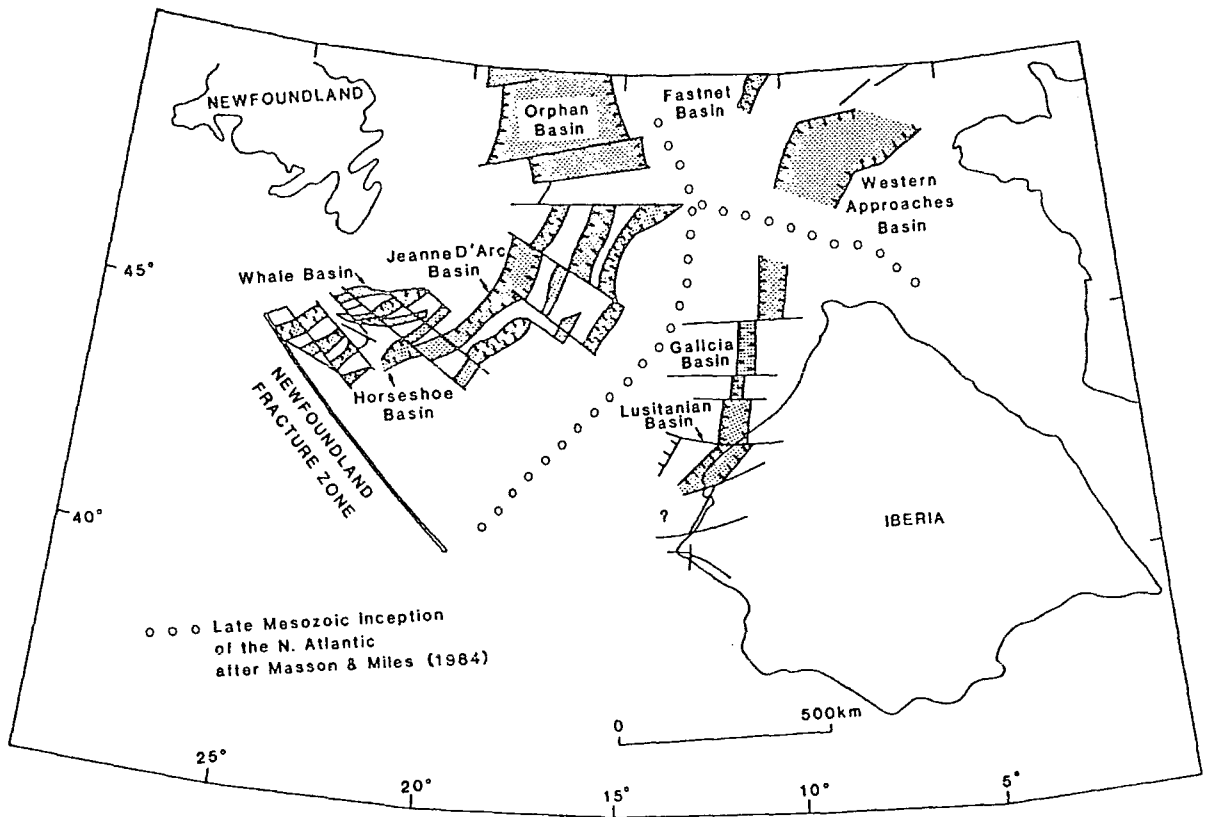 NEWFOUNDLAND
Orphan
Basin
Fastnet
Basin
Western
Approaches
Basin
45°
Whale Basin
Jeanne D'Arc
Basin
Galicia
Basin
Horseshoe
Basin
Lusitanian
Basin
NEWFOUNDLAND
FRACTURE ZONE
40°
?
IBERIA
o o o Late Mesozoic Inception
of the N. Atlantic
after Masson & Miles (1984)
0
500km
25°
20°
15°
10°
5°